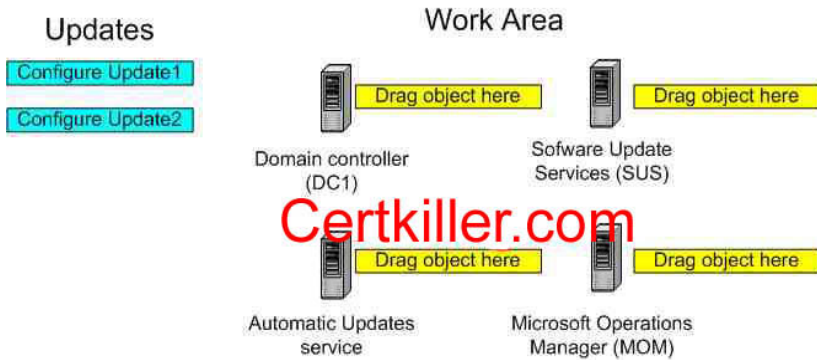 Updates
Work Area
Configure Update1
Configure Update2
Drag object here
Drag object here
Domain controller
(DC1)
Sofware Update
Services (SUS)
Certkiller.com
Drag object here
Drag object here
Automatic Updates
service
Microsoft Operations
Manager (MOM)